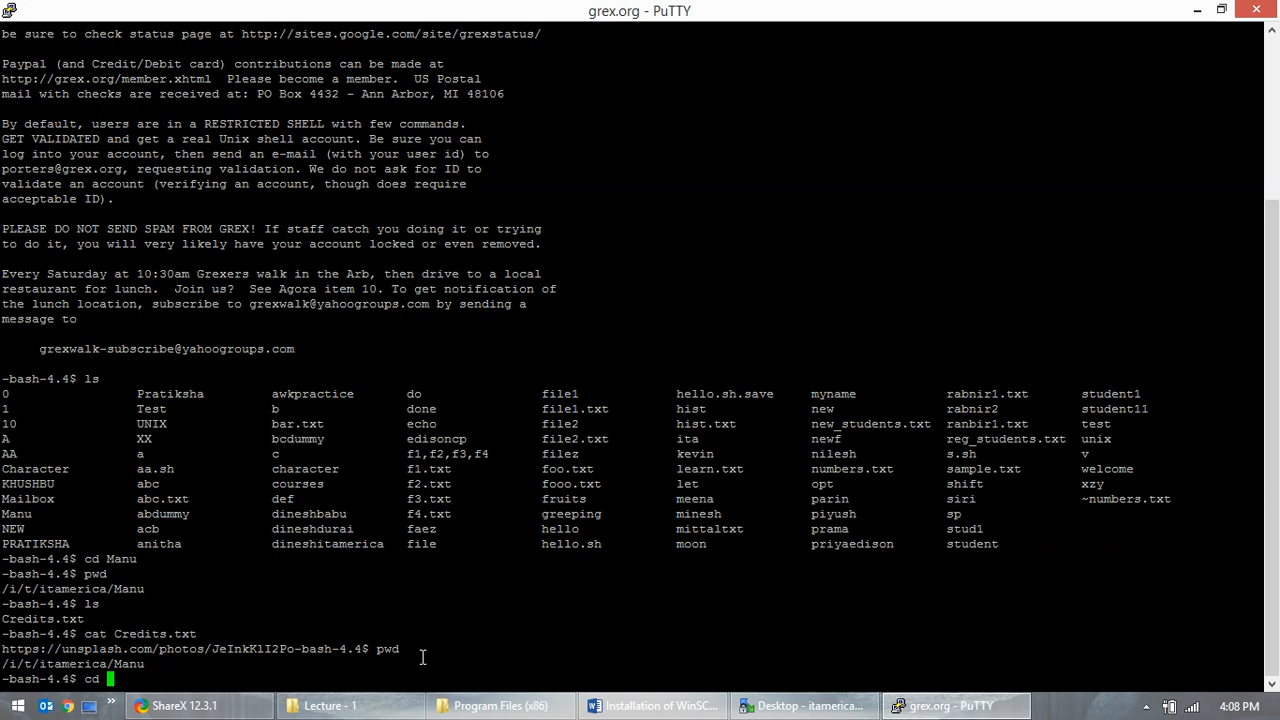 grex.org - PuTTY
be sure to check status page at http://sites.google.com/site/grexstatus/
Paypal (and Credit/Debit card) contributions can be made at
http://grex.org/member.xhtml  Please become a member.  US Postal
mail with checks are received at: PO Box 4432 - Ann Arbor, MI 48106
By default, users are in a RESTRICTED SHELL with few commands.
GET VALIDATED and get a real Unix shell account. Be sure you can
log into your account, then send an e-mail (with your user id) to
porters@grex.org, requesting validation. We do not ask for ID to
validate an account (verifying an account, though does require
acceptable ID).
PLEASE DO NOT SEND SPAM FROM GREX! If staff catch you doing it or trying
to do it, you will very likely have your account locked or even removed.
Every Saturday at 10:30am Grexers walk in the Arb, then drive to a local
restaurant for lunch.  Join us?  See Agora item 10. To get notification of
the lunch location, subscribe to grexwalk@yahoogroups.com by sending a
message to
grexwalk-subscribe@yahoogroups.com
-bash-4.4$ ls
0 Pratiksha awkpractice do file1 hello.sh.save myname rabnir1.txt student1
1 Test b done file1.txt hist new rabnir2 student11
10 UNIX bar.txt echo file2 hist.txt new_students.txt ranbir1.txt test
A XX bcdummy edisoncp file2.txt ita newf reg_students.txt unix
AA a c f1,f2,f3,f4 filez kevin nilesh s.sh v
Character aa.sh character f1.txt foo.txt learn.txt numbers.txt sample.txt welcome
KHUSHBU abc courses f2.txt fooo.txt let opt shift xzy
Mailbox abc.txt def f3.txt fruits meena parin siri ~numbers.txt
Manu abdummy dineshbabu f4.txt greeping minesh piyush sp
NEW acb dineshdurai faez hello mittaltxt prama stud1
PRATIKSHA anitha dineshitamerica file hello.sh moon priyaedison student
-bash-4.4$ cd Manu
-bash-4.4$ pwd
/i/t/itamerica/Manu
-bash-4.4$ ls
Credits.txt
-bash-4.4$ cat Credits.txt
https://unsplash.com/photos/JeInkKlI2Po-bash-4.4$ pwd
/i/t/itamerica/Manu
-bash-4.4$ cd
ShareX 12.3.1
Lecture - 1
Program Files (x86)
Installation of WinSC...
Desktop - itamerica...
grex.org - PuTTY
4:08 PM